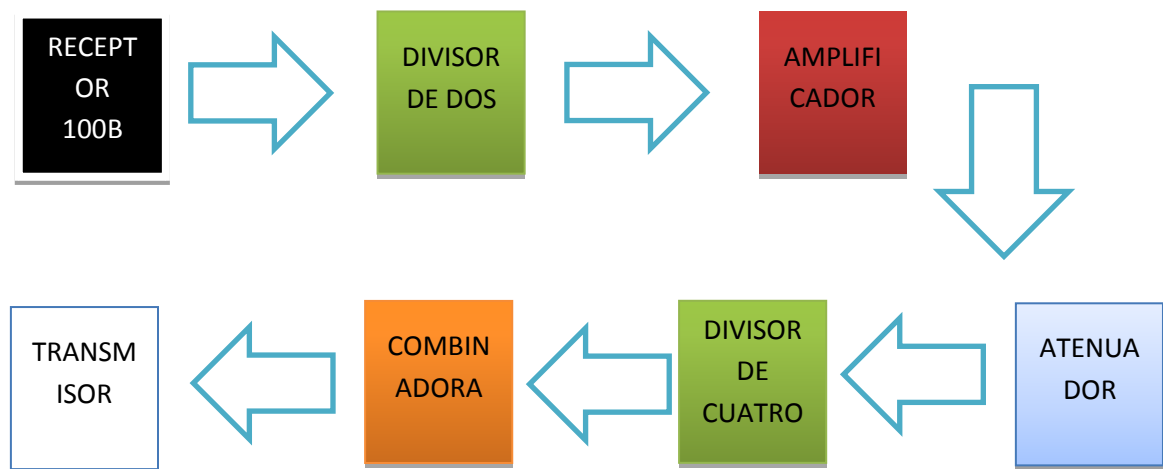 RECEPT
OR
100B
DIVISOR
DE DOS
AMPLIFI
CADOR
TRANSM
ISOR
COMBIN
ADORA
DIVISOR
DE
CUATRO
ATENUA
DOR